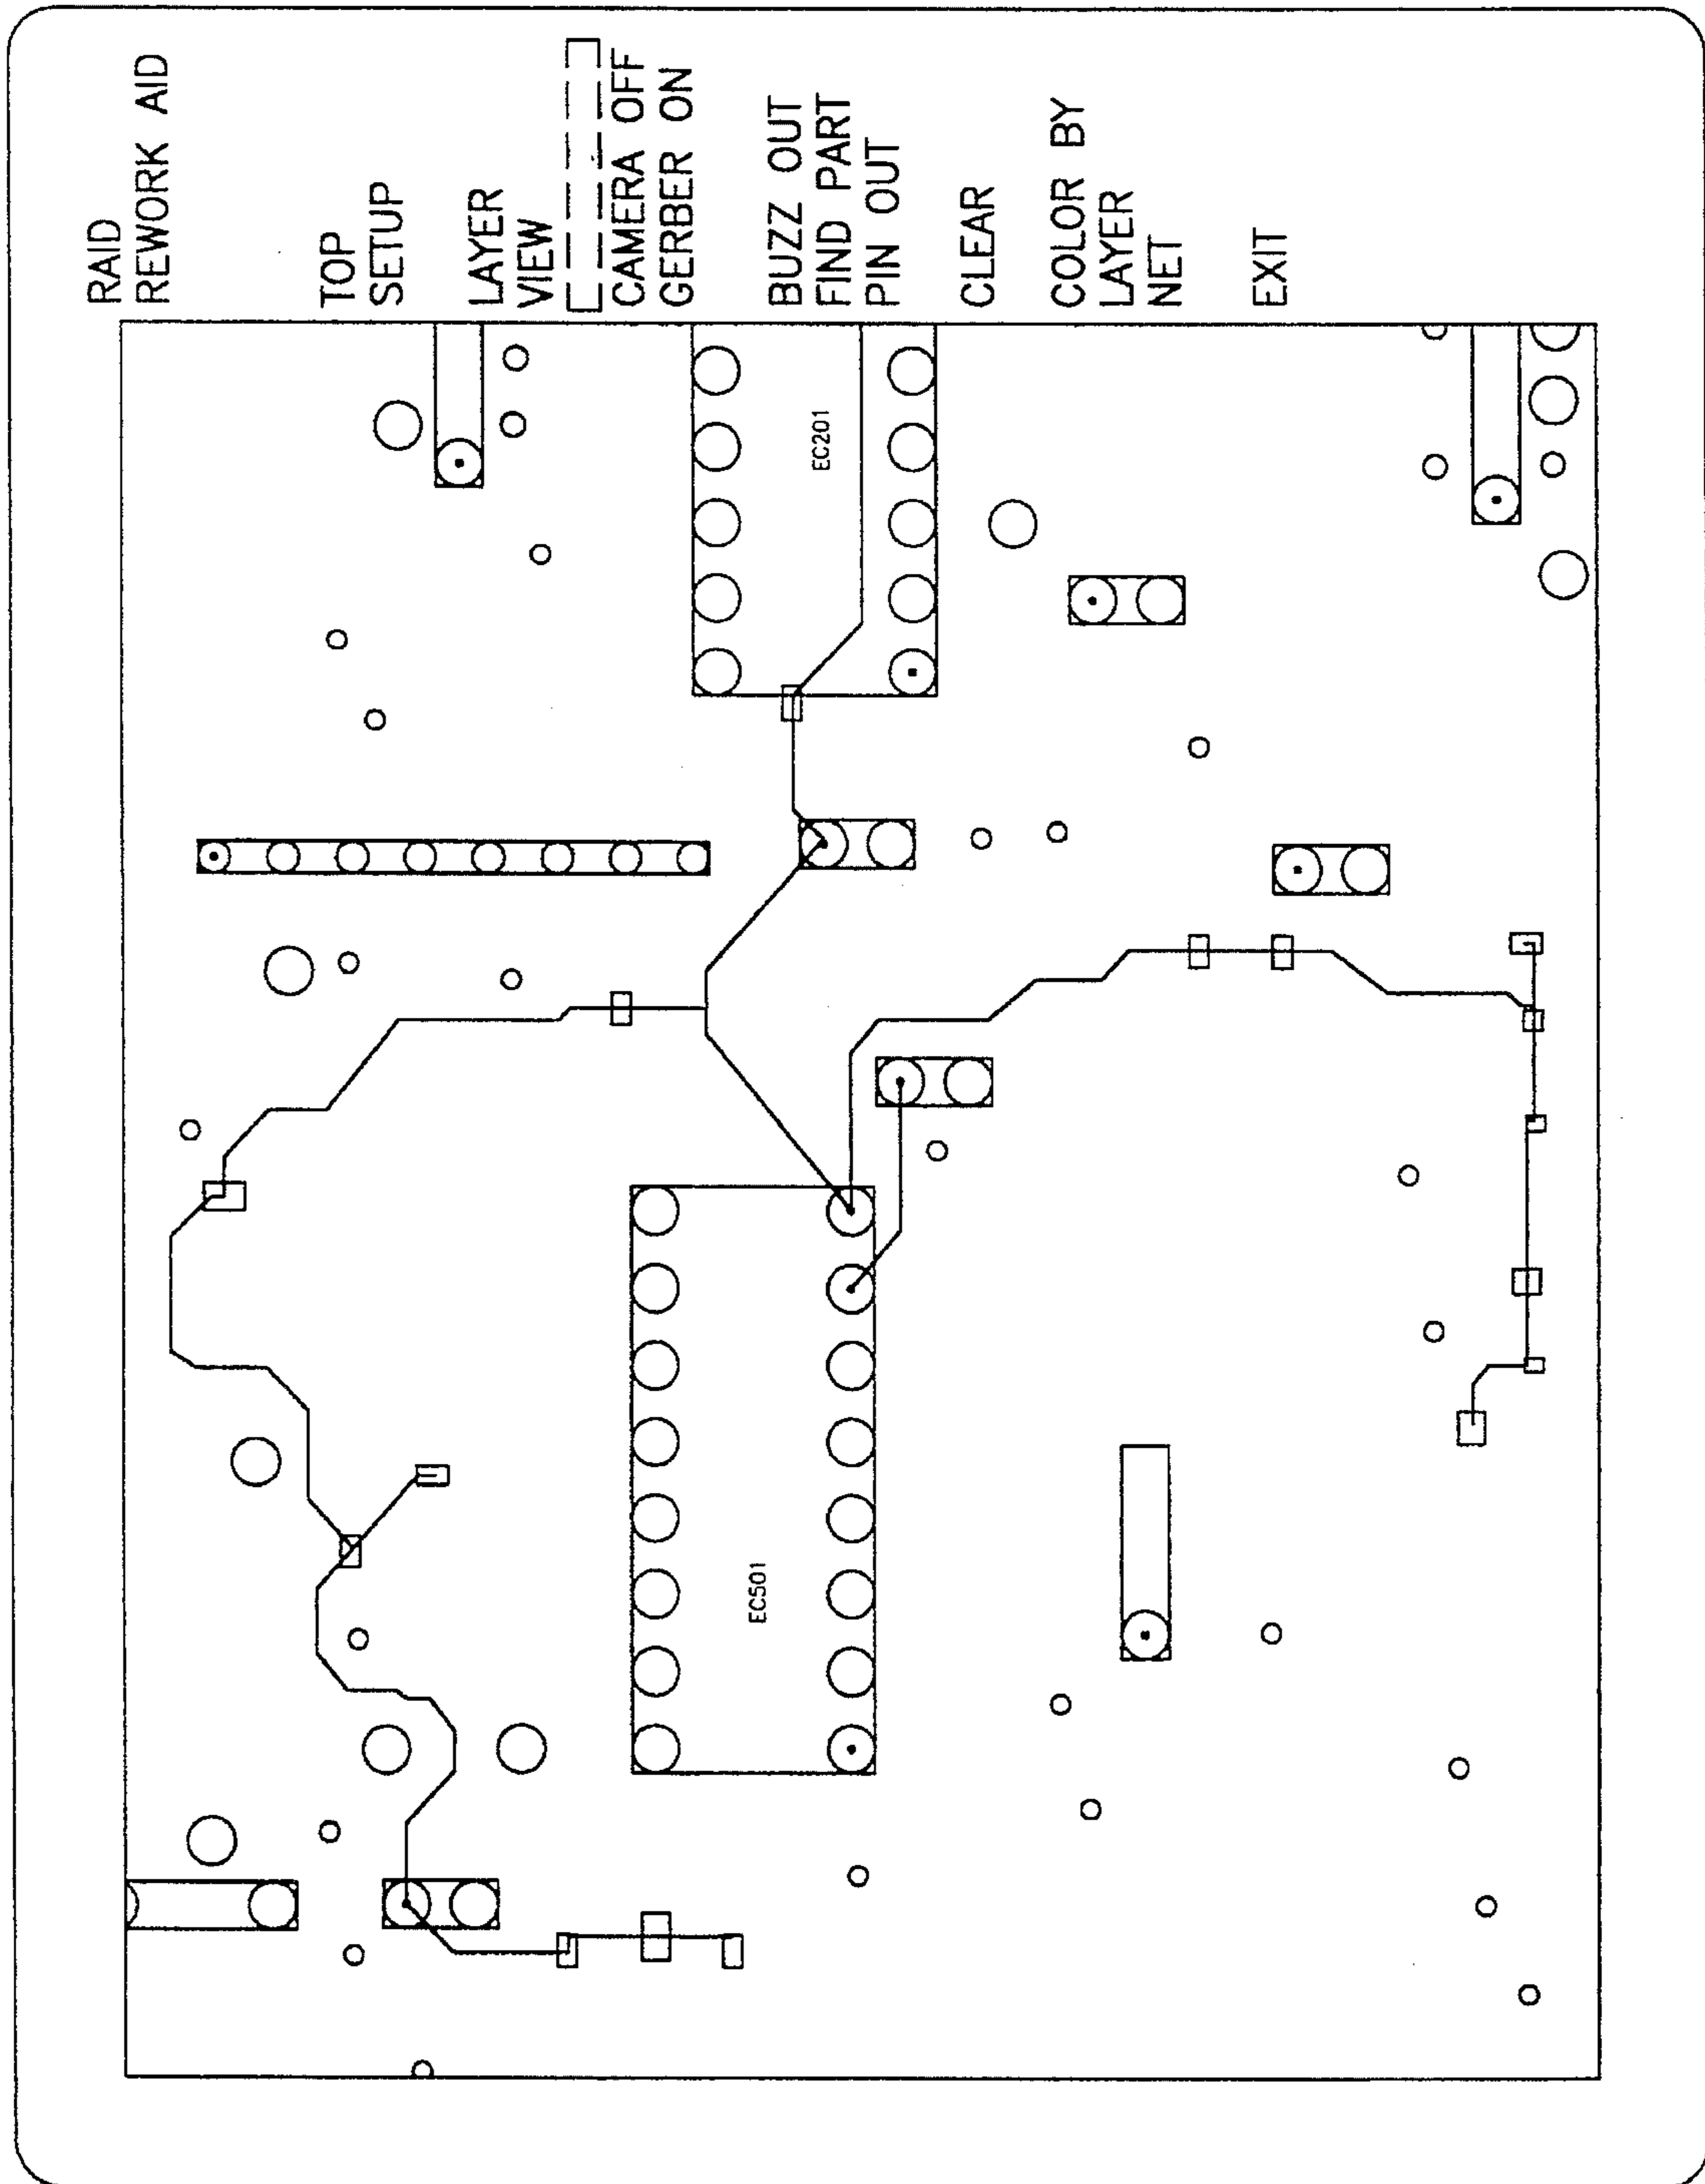 RAID
REWORK AID
TOP
SETUP
LAYER
VIEW
CAMERA OFF
GERBER ON
BUZZ OUT
FIND PART
PIN OUT
CLEAR
COLOR BY
LAYER
NET
EXIT
EC201
EC501